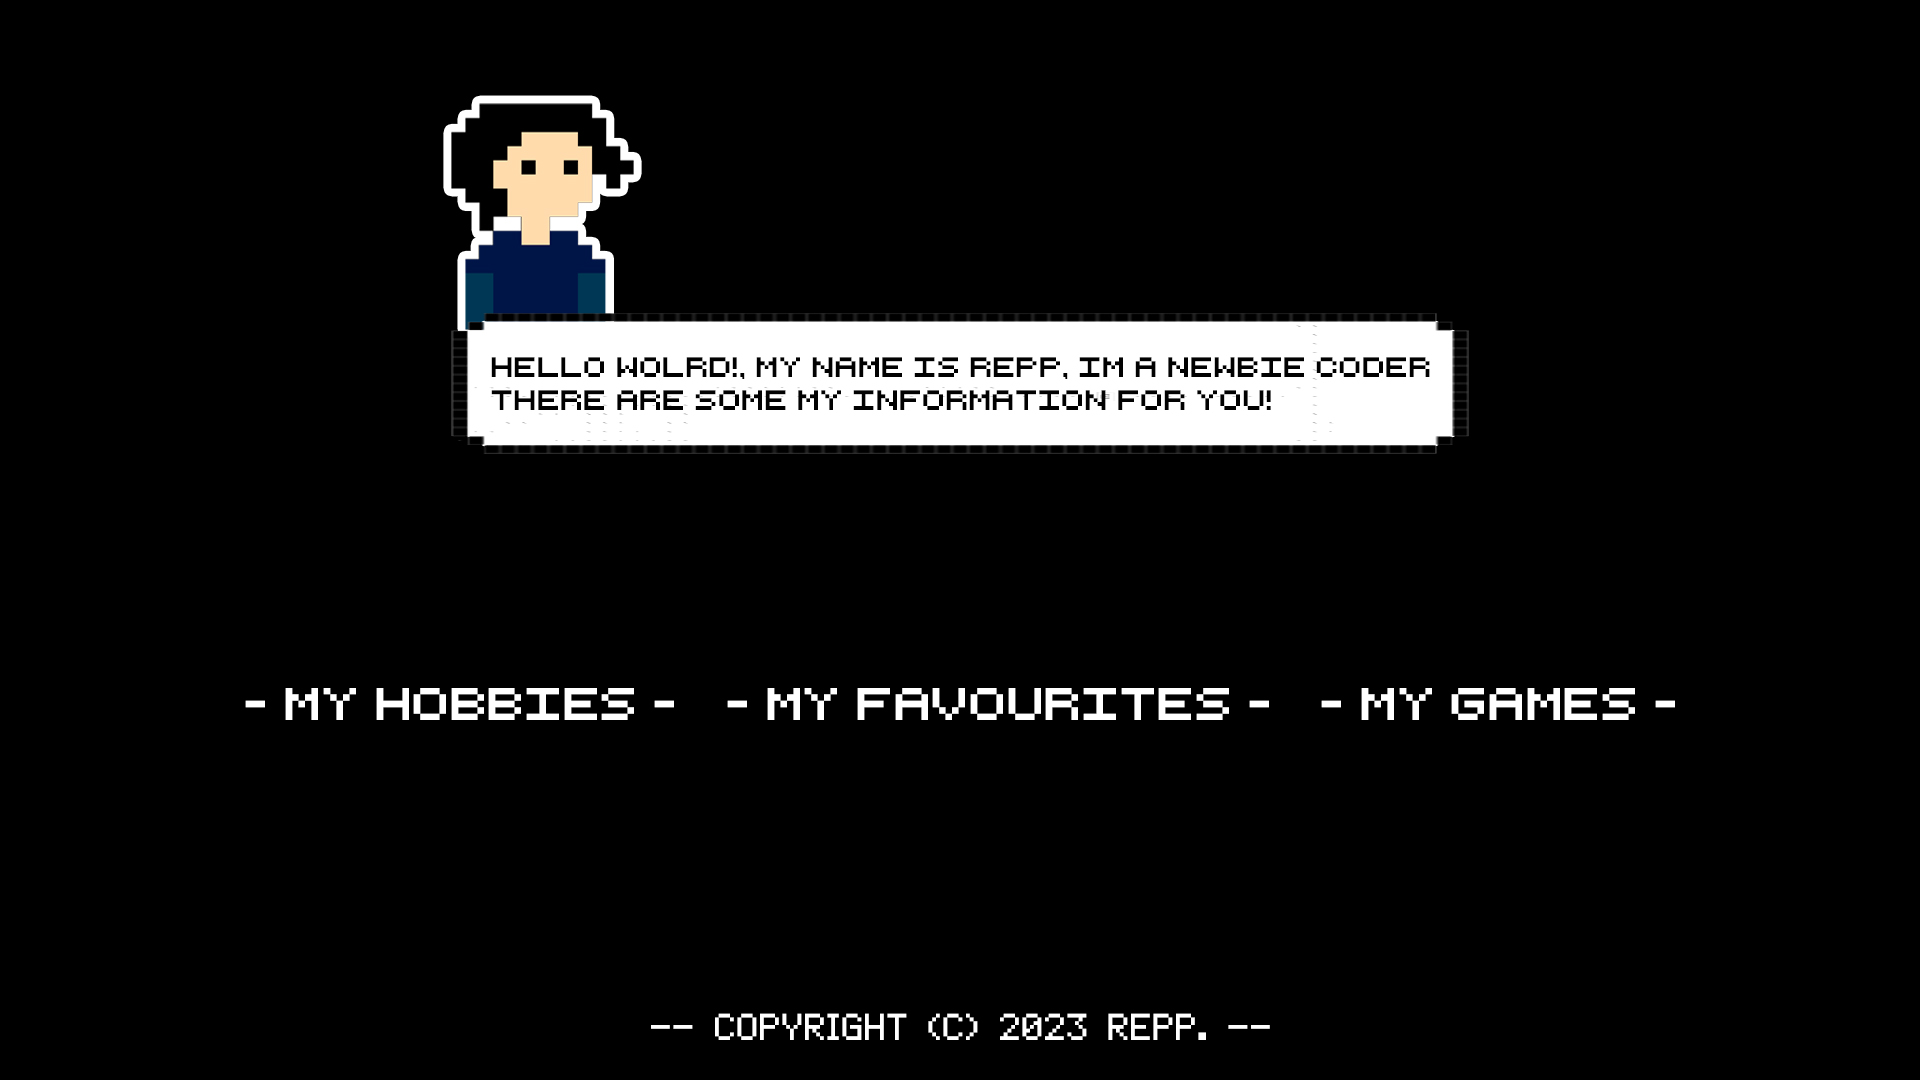 HELLO WOLRD!, MY NAME IS REPP, IM A NEWBIE CODER
THERE ARE SOME MY INFORMATION FOR YOU!
- MY HOBBIES - - MY FAVOURITES - - MY GAMES -
-- COPYRIGHT (C) 2023 REPP. --